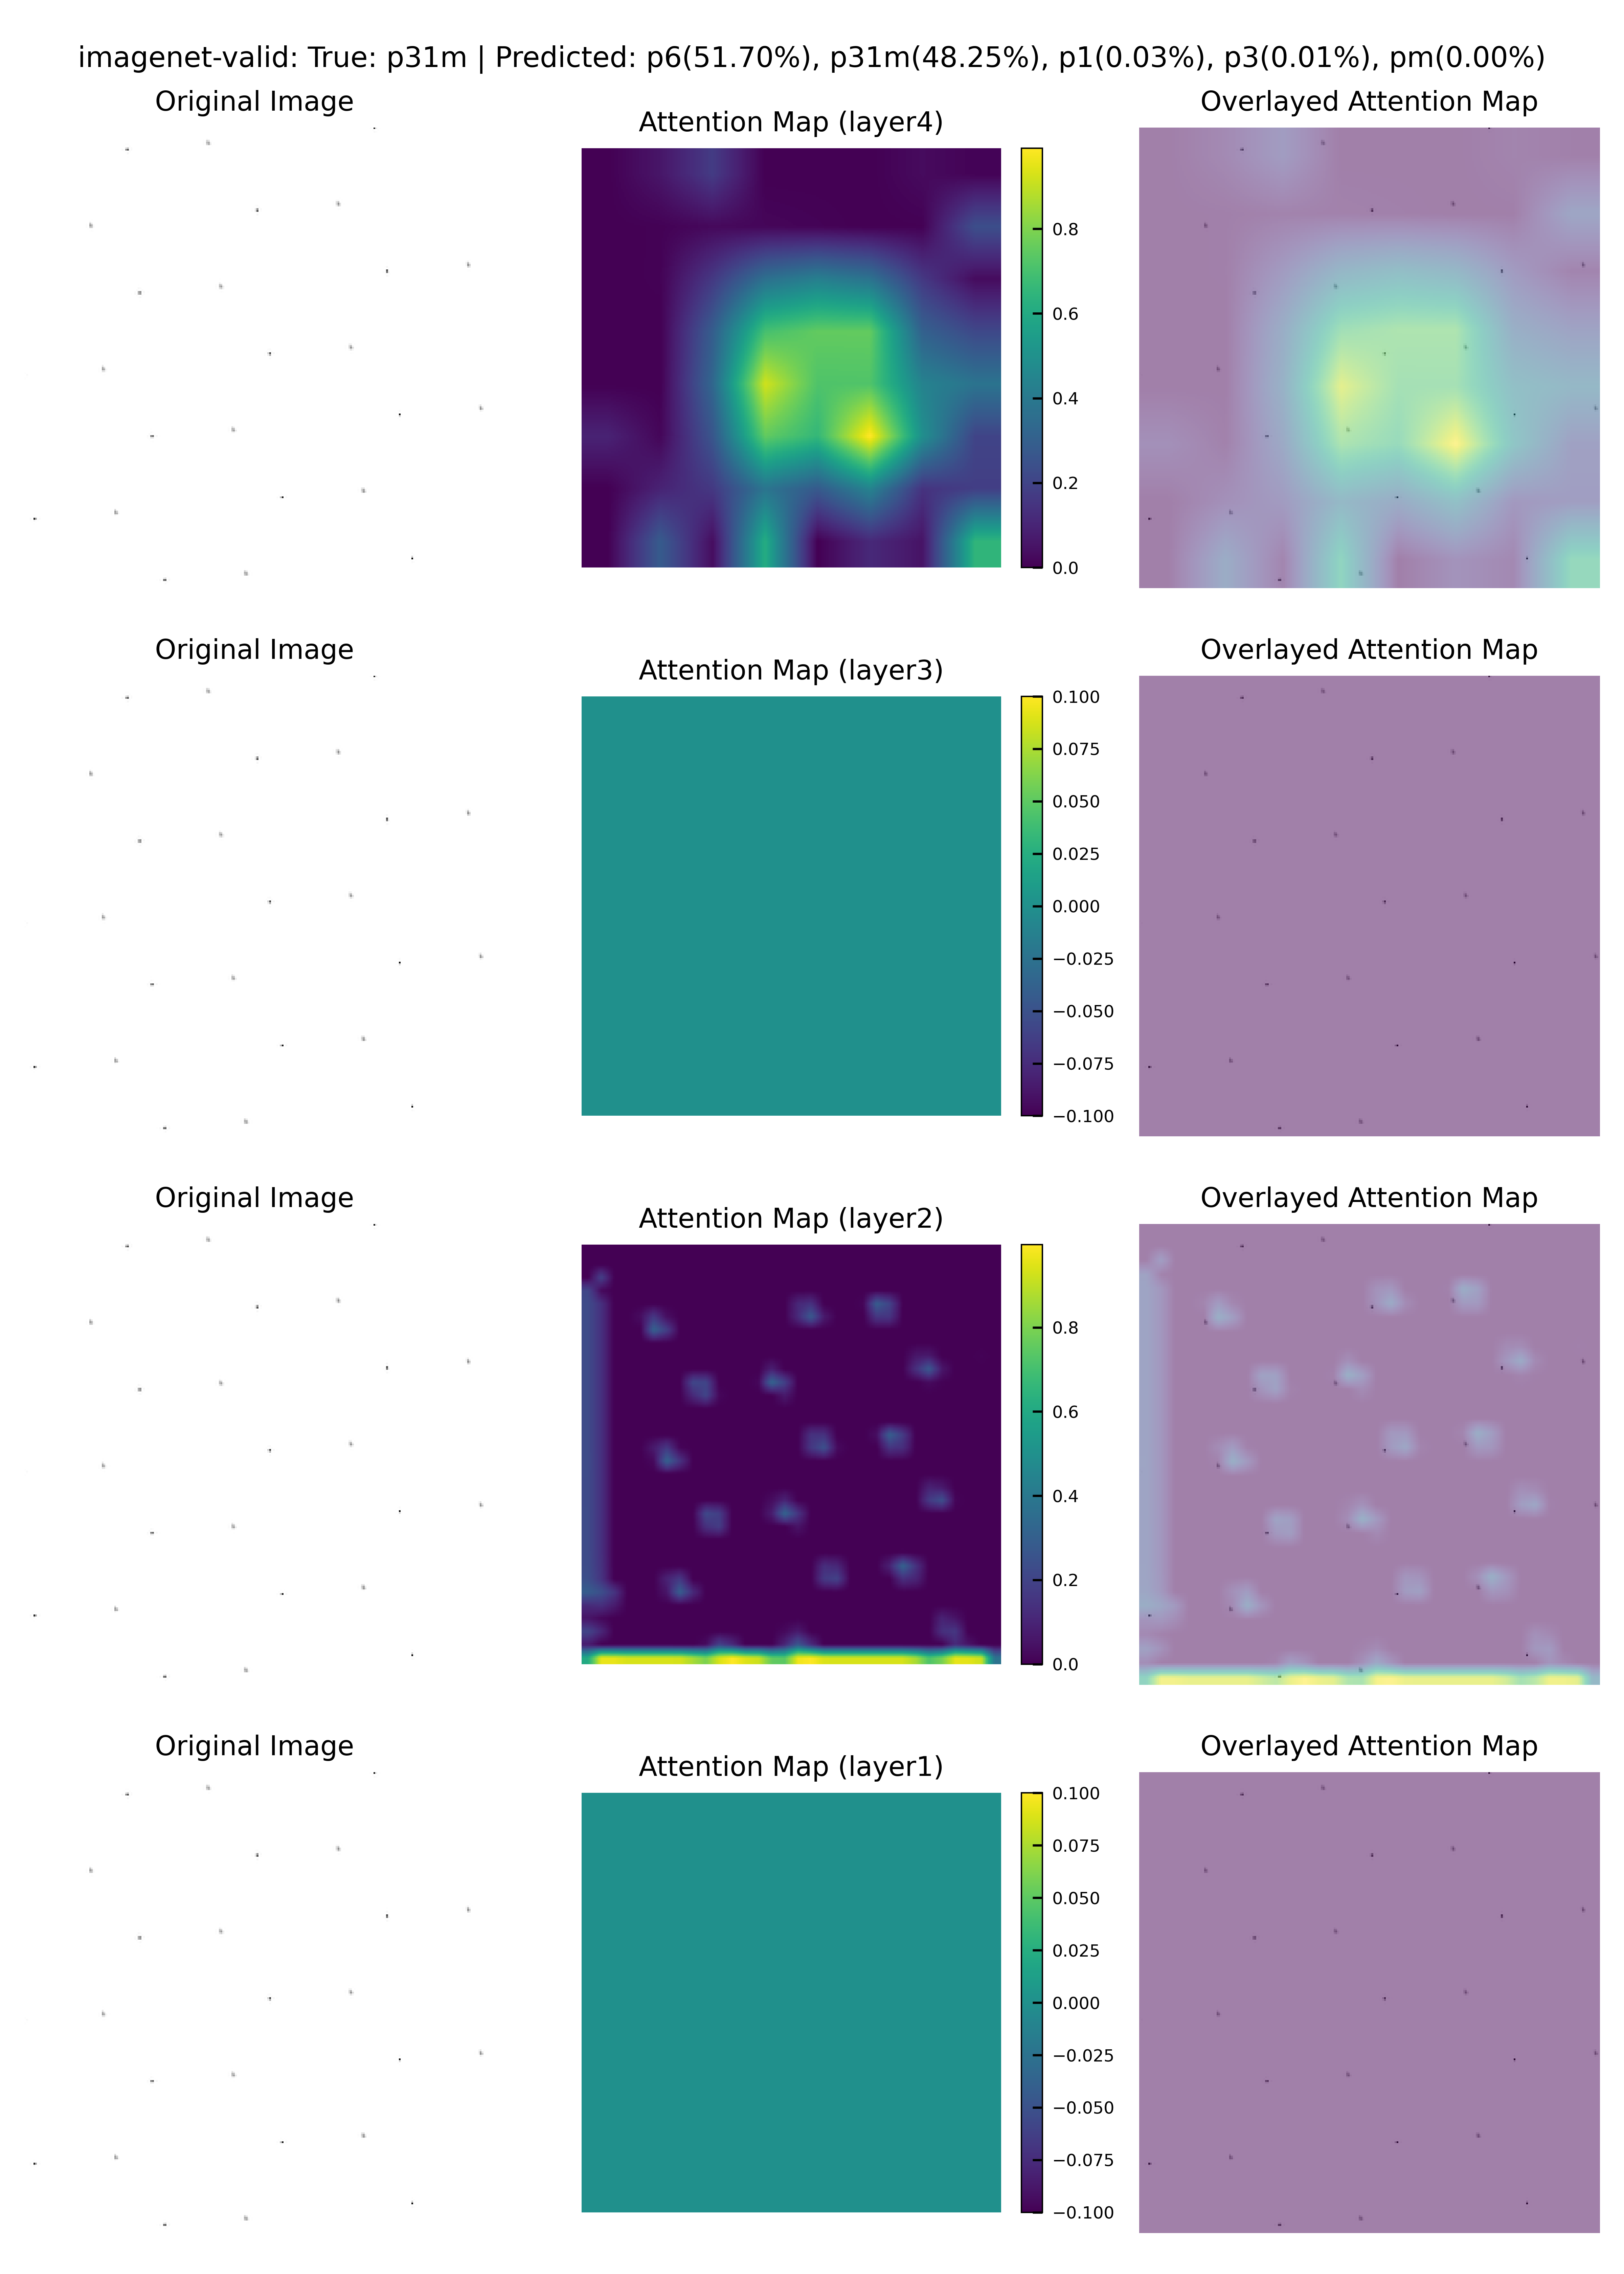 imagenet-valid: True: p31m | Predicted: p6(51.70%), p31m(48.25%), p1(0.03%), p3(0.01%), pm(0.00%)
Original Image
Attention Map (layer4)
Overlayed Attention Map
0.8
0.6
0.4
0.2
0.0
Original Image
Attention Map (layer3)
Overlayed Attention Map
0.100
0.075
0.050
0.025
0.000
−0.025
−0.050
−0.075
−0.100
Original Image
Attention Map (layer2)
Overlayed Attention Map
0.8
0.6
0.4
0.2
0.0
Original Image
Attention Map (layer1)
Overlayed Attention Map
0.100
0.075
0.050
0.025
0.000
−0.025
−0.050
−0.075
−0.100